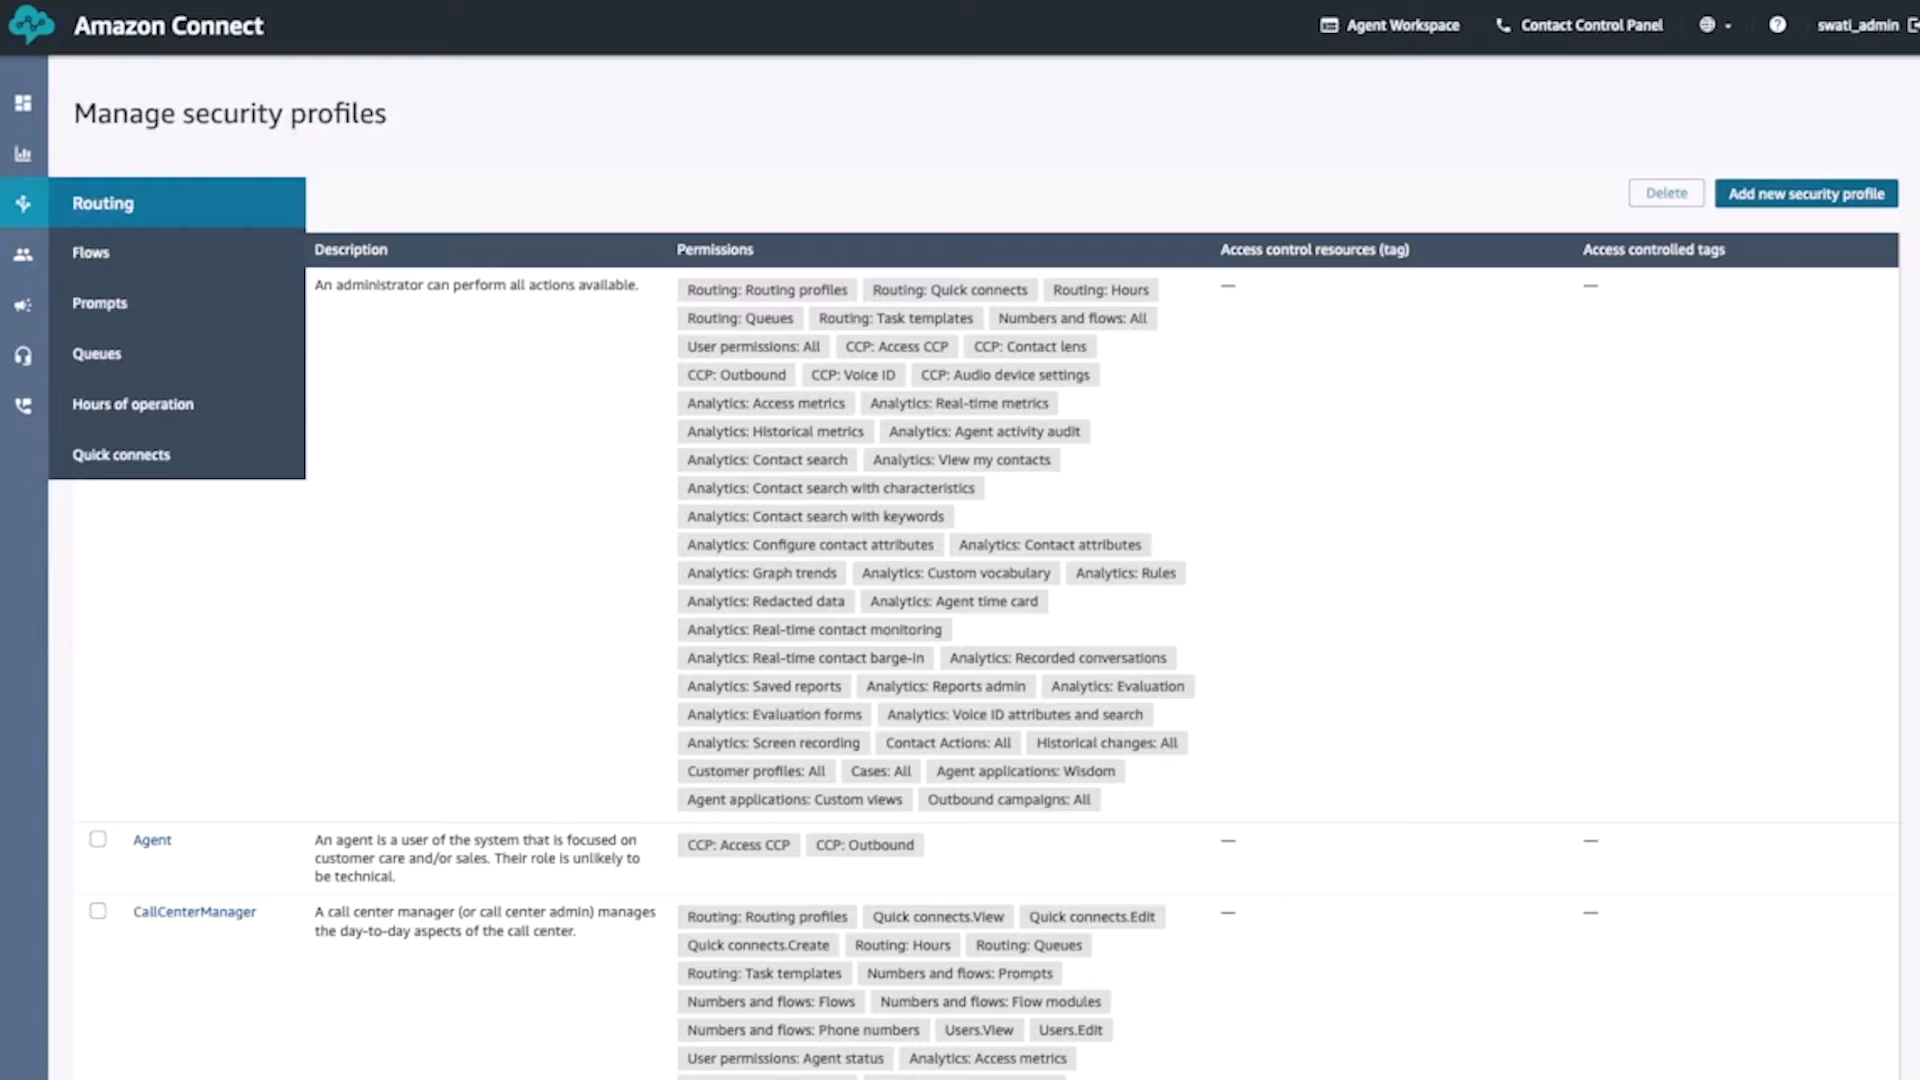 Amazon Connect
Agent Workspace
Contact Control Panel
swati_admin
Manage security profiles
Delete
Add new security profile
Routing
Flows
Prompts
Queues
Hours of operation
Quick connects
Description
Permissions
Access control resources (tag)
Access controlled tags
An administrator can perform all actions available.
Routing: Routing profiles Routing: Quick connects Routing: Hours
Routing: Queues Routing: Task templates Numbers and flows: All
User permissions: All CCP: Access CCP CCP: Contact lens
CCP: Outbound CCP: Voice ID CCP: Audio device settings
Analytics: Access metrics Analytics: Real-time metrics
Analytics: Historical metrics Analytics: Agent activity audit
Analytics: Contact search Analytics: View my contacts
Analytics: Contact search with characteristics
Analytics: Contact search with keywords
Analytics: Configure contact attributes Analytics: Contact attributes
Analytics: Graph trends Analytics: Custom vocabulary Analytics: Rules
Analytics: Redacted data Analytics: Agent time card
Analytics: Real-time contact monitoring
Analytics: Real-time contact barge-in Analytics: Recorded conversations
Analytics: Saved reports Analytics: Reports admin Analytics: Evaluation
Analytics: Evaluation forms Analytics: Voice ID attributes and search
Analytics: Screen recording Contact Actions: All Historical changes: All
Customer profiles: All Cases: All Agent applications: Wisdom
Agent applications: Custom views Outbound campaigns: All
— —
Agent
An agent is a user of the system that is focused on
customer care and/or sales. Their role is unlikely to
be technical.
CCP: Access CCP CCP: Outbound
— —
CallCenterManager
A call center manager (or call center admin) manages
the day-to-day aspects of the call center.
Routing: Routing profiles Quick connects.View Quick connects.Edit
Quick connects.Create Routing: Hours Routing: Queues
Routing: Task templates Numbers and flows: Prompts
Numbers and flows: Flows Numbers and flows: Flow modules
Numbers and flows: Phone numbers Users.View Users.Edit
User permissions: Agent status Analytics: Access metrics
— —